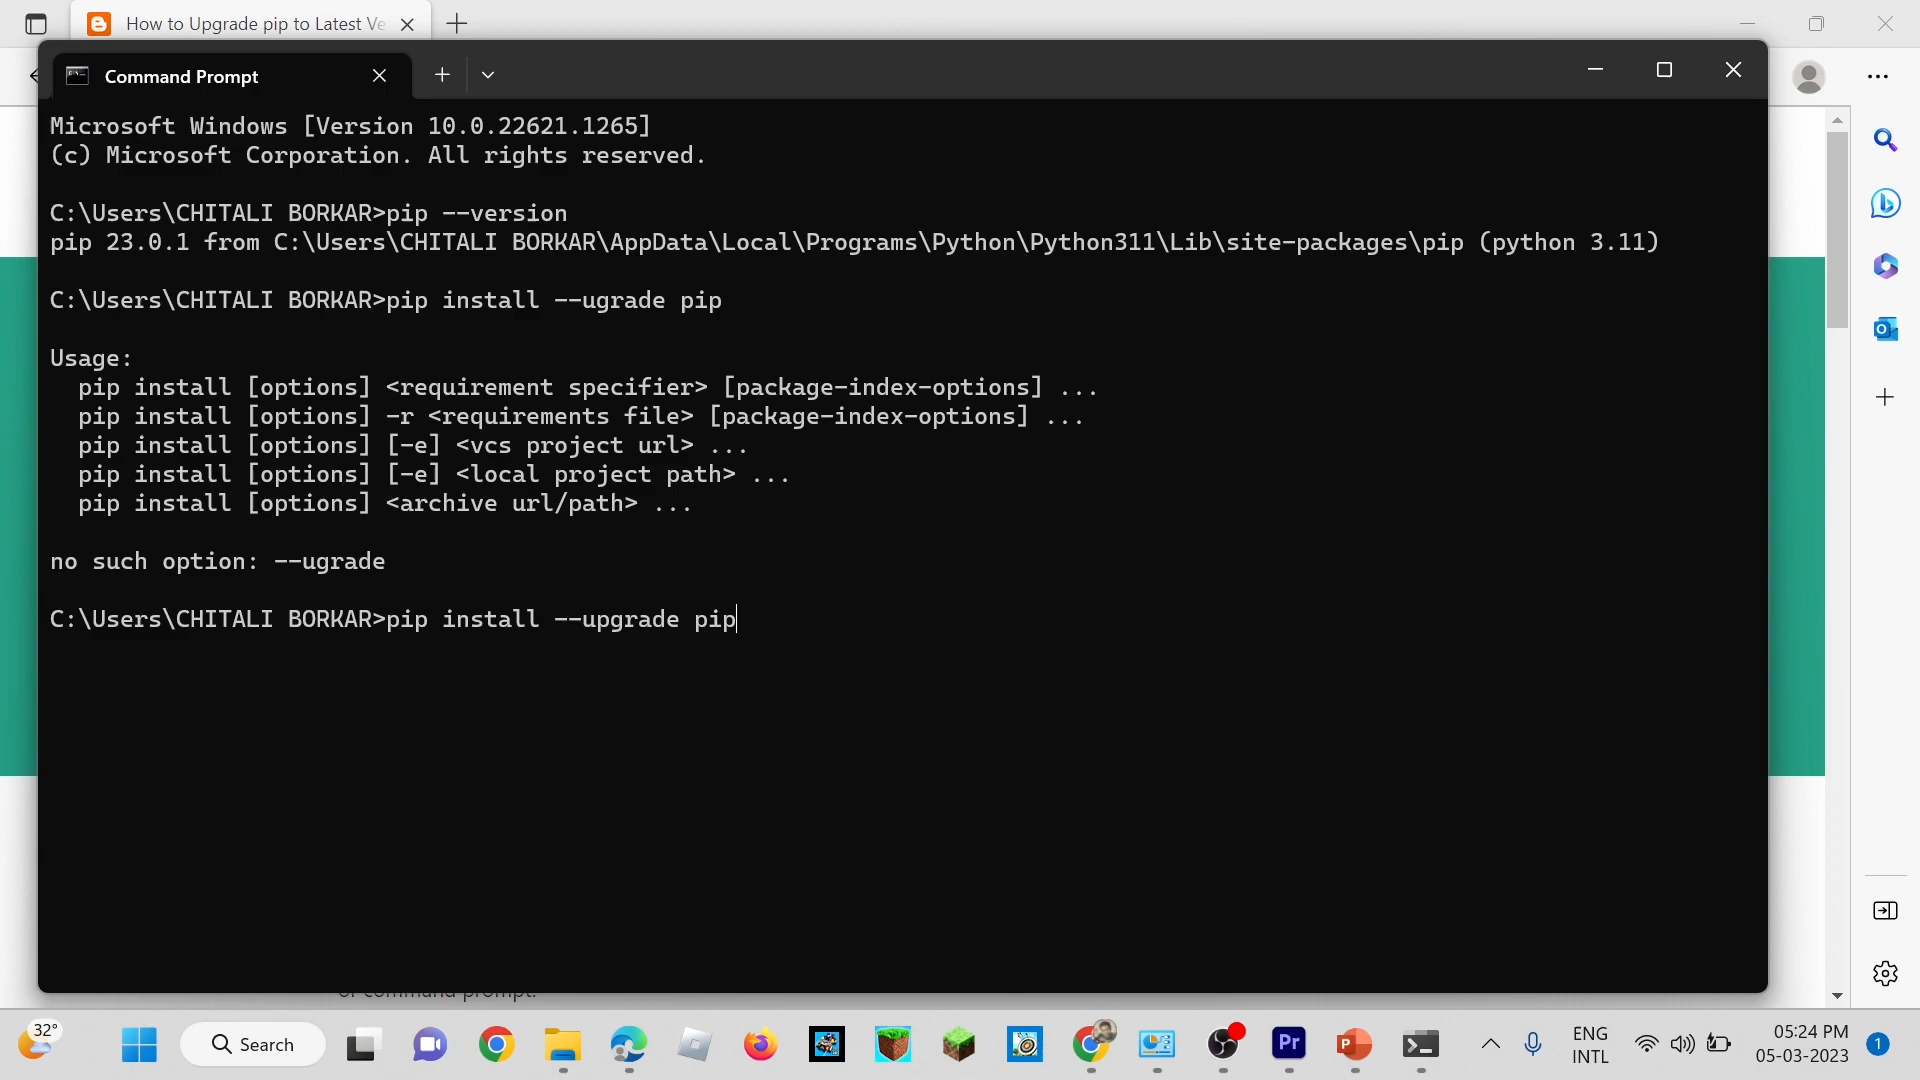 How to Upgrade pip to Latest Ve
Command Prompt
Microsoft Windows [Version 10.0.22621.1265]
(c) Microsoft Corporation. All rights reserved.
C:\Users\CHITALI BORKAR>pip --version
pip 23.0.1 from C:\Users\CHITALI BORKAR\AppData\Local\Programs\Python\Python311\Lib\site-packages\pip (python 3.11)
C:\Users\CHITALI BORKAR>pip install --ugrade pip
Usage:
pip install [options] <requirement specifier> [package-index-options] ...
pip install [options] -r <requirements file> [package-index-options] ...
pip install [options] [-e] <vcs project url> ...
pip install [options] [-e] <local project path> ...
pip install [options] <archive url/path> ...
no such option: --ugrade
C:\Users\CHITALI BORKAR>pip install --upgrade pip
or command prompt.
32°
Search
Pr
P
ENG
INTL
05:24 PM
05-03-2023
1